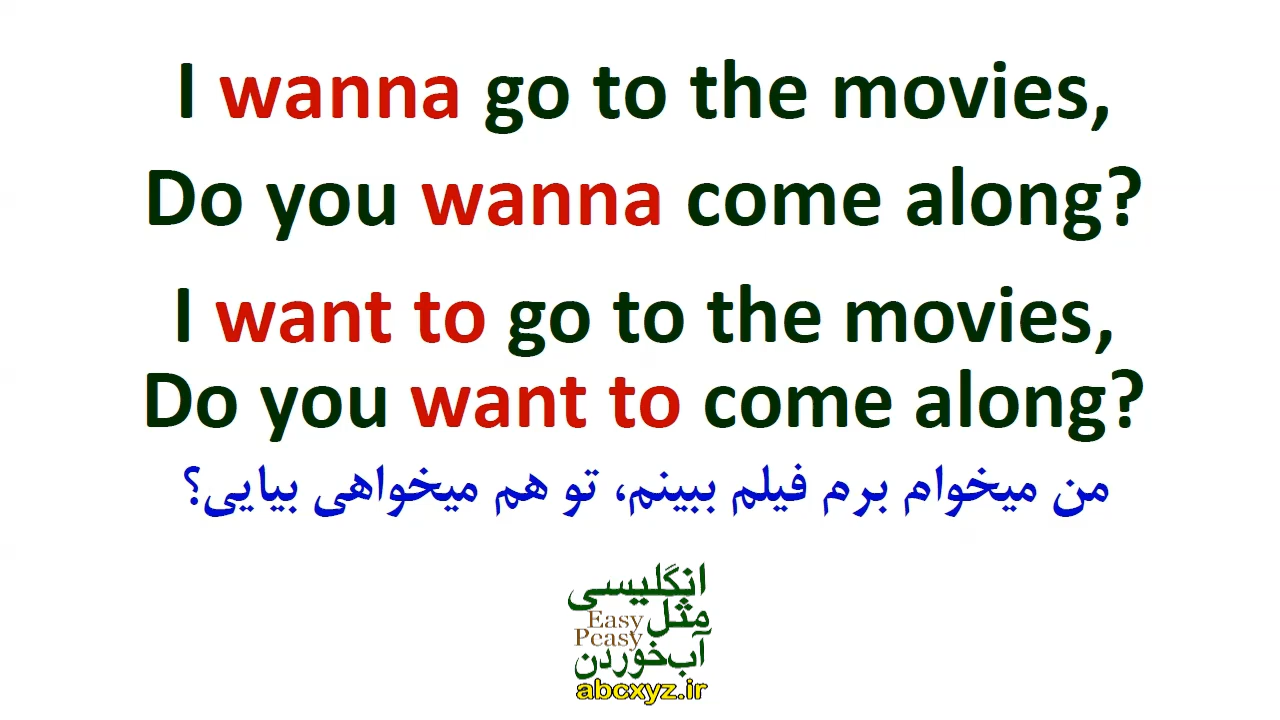 I wanna go to the movies,
Do you wanna come along?
I want to go to the movies,
Do you want to come along?
من میخوام برم فیلم ببینم، تو هم میخواهی بیایی؟
انگلیسی
مثل
Easy
Peasy
آب‌خوردن
abcxyz.ir